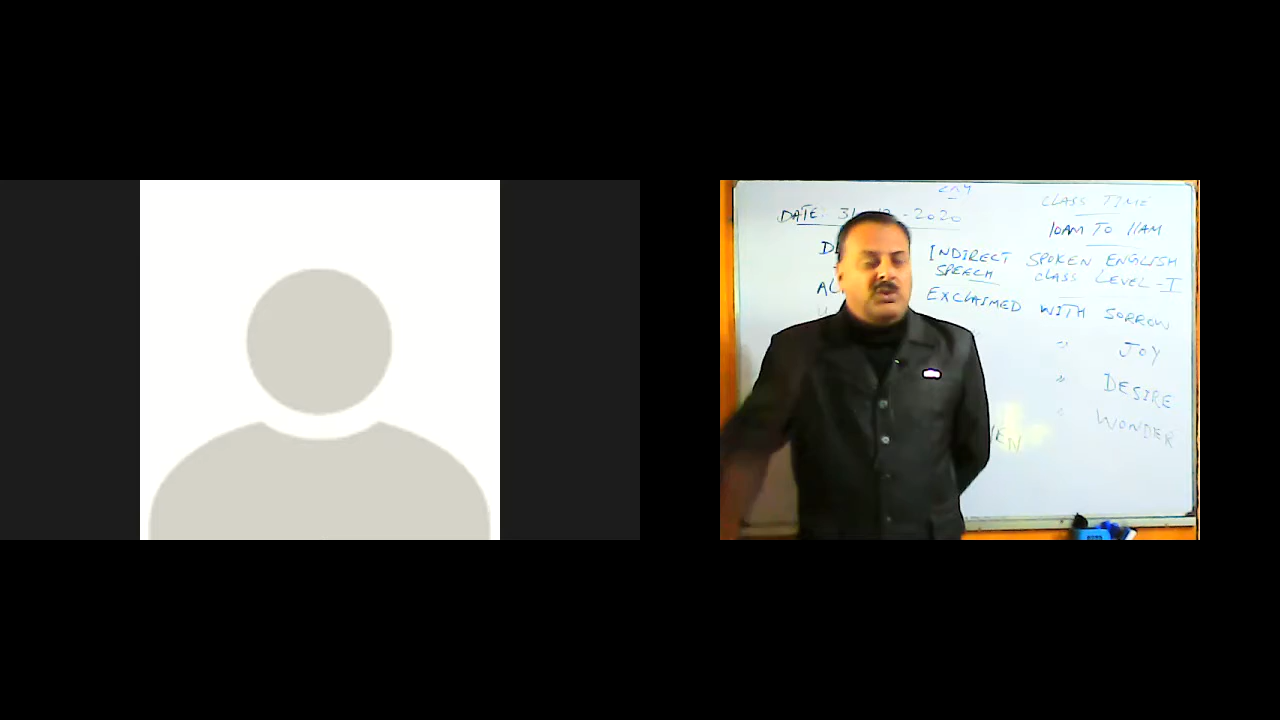 DATE: 31 - 2020
CLASS TIME
10AM TO 11AM
INDIRECT SPEECH
SPOKEN ENGLISH
CLASS LEVEL-I
EXCLAIMED WITH SORROW
" JOY
" DESIRE
" WONDER